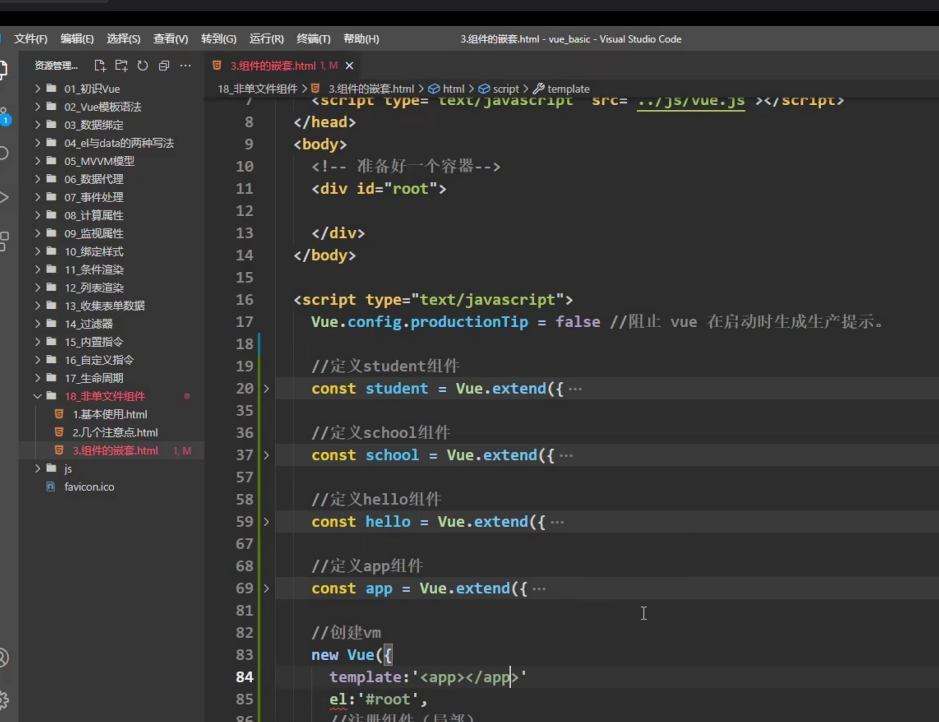 文件(F) 编辑(E) 选择(S) 查看(V) 转到(G) 运行(R) 终端(T) 帮助(H) 3.组件的嵌套.html - vue_basic - Visual Studio Code
资源管理... 3.组件的嵌套.html 1, M
18_非单文件组件 > 3.组件的嵌套.html > html > script > template
01_初识Vue
02_Vue模板语法
03_数据绑定
04_el与data的两种写法
05_MVVM模型
06_数据代理
07_事件处理
08_计算属性
09_监视属性
10_绑定样式
11_条件渲染
12_列表渲染
13_收集表单数据
14_过滤器
15_内置指令
16_自定义指令
17_生命周期
18_非单文件组件
1.基本使用.html
2.几个注意点.html
3.组件的嵌套.html 1, M
js
favicon.ico
1
7 <script type="text/javascript" src="../js/vue.js"></script>
8 </head>
9 <body>
10 <!-- 准备好一个容器-->
11 <div id="root">
12
13 </div>
14 </body>
15
16 <script type="text/javascript">
17 Vue.config.productionTip = false //阻止 vue 在启动时生成生产提示。
18
19 //定义student组件
20 const student = Vue.extend({ ···
35
36 //定义school组件
37 const school = Vue.extend({ ···
57
58 //定义hello组件
59 const hello = Vue.extend({ ···
67
68 //定义app组件
69 const app = Vue.extend({ ···
81
82 //创建vm
83 new Vue({
84 template:'<app></app>'
85 el:'#root',
86 //注册组件（局部）